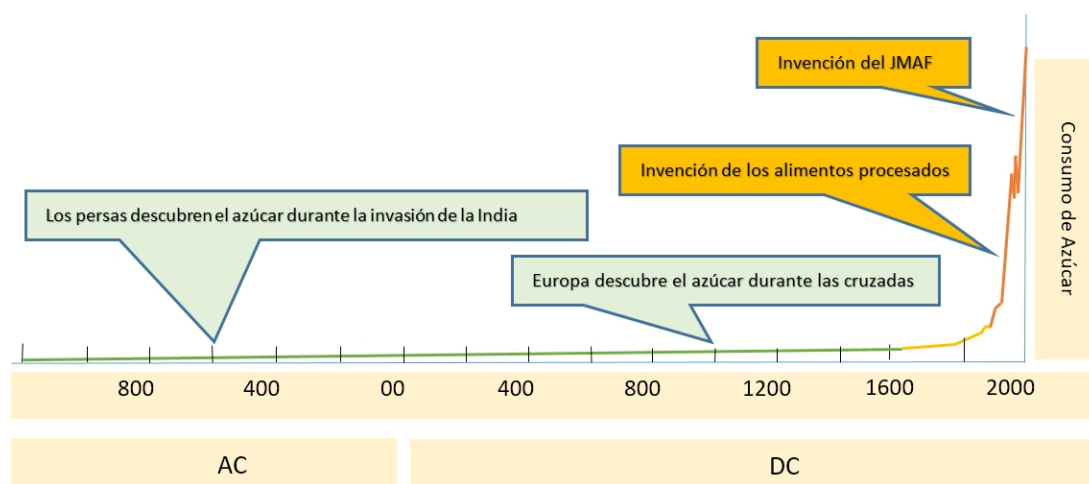 Invención del JMAF
Invención de los alimentos procesados
Los persas descubren el azúcar durante la invasión de la India
Europa descubre el azúcar durante las cruzadas
Consumo de Azúcar
800 400 00 400 800 1200 1600 2000
AC DC